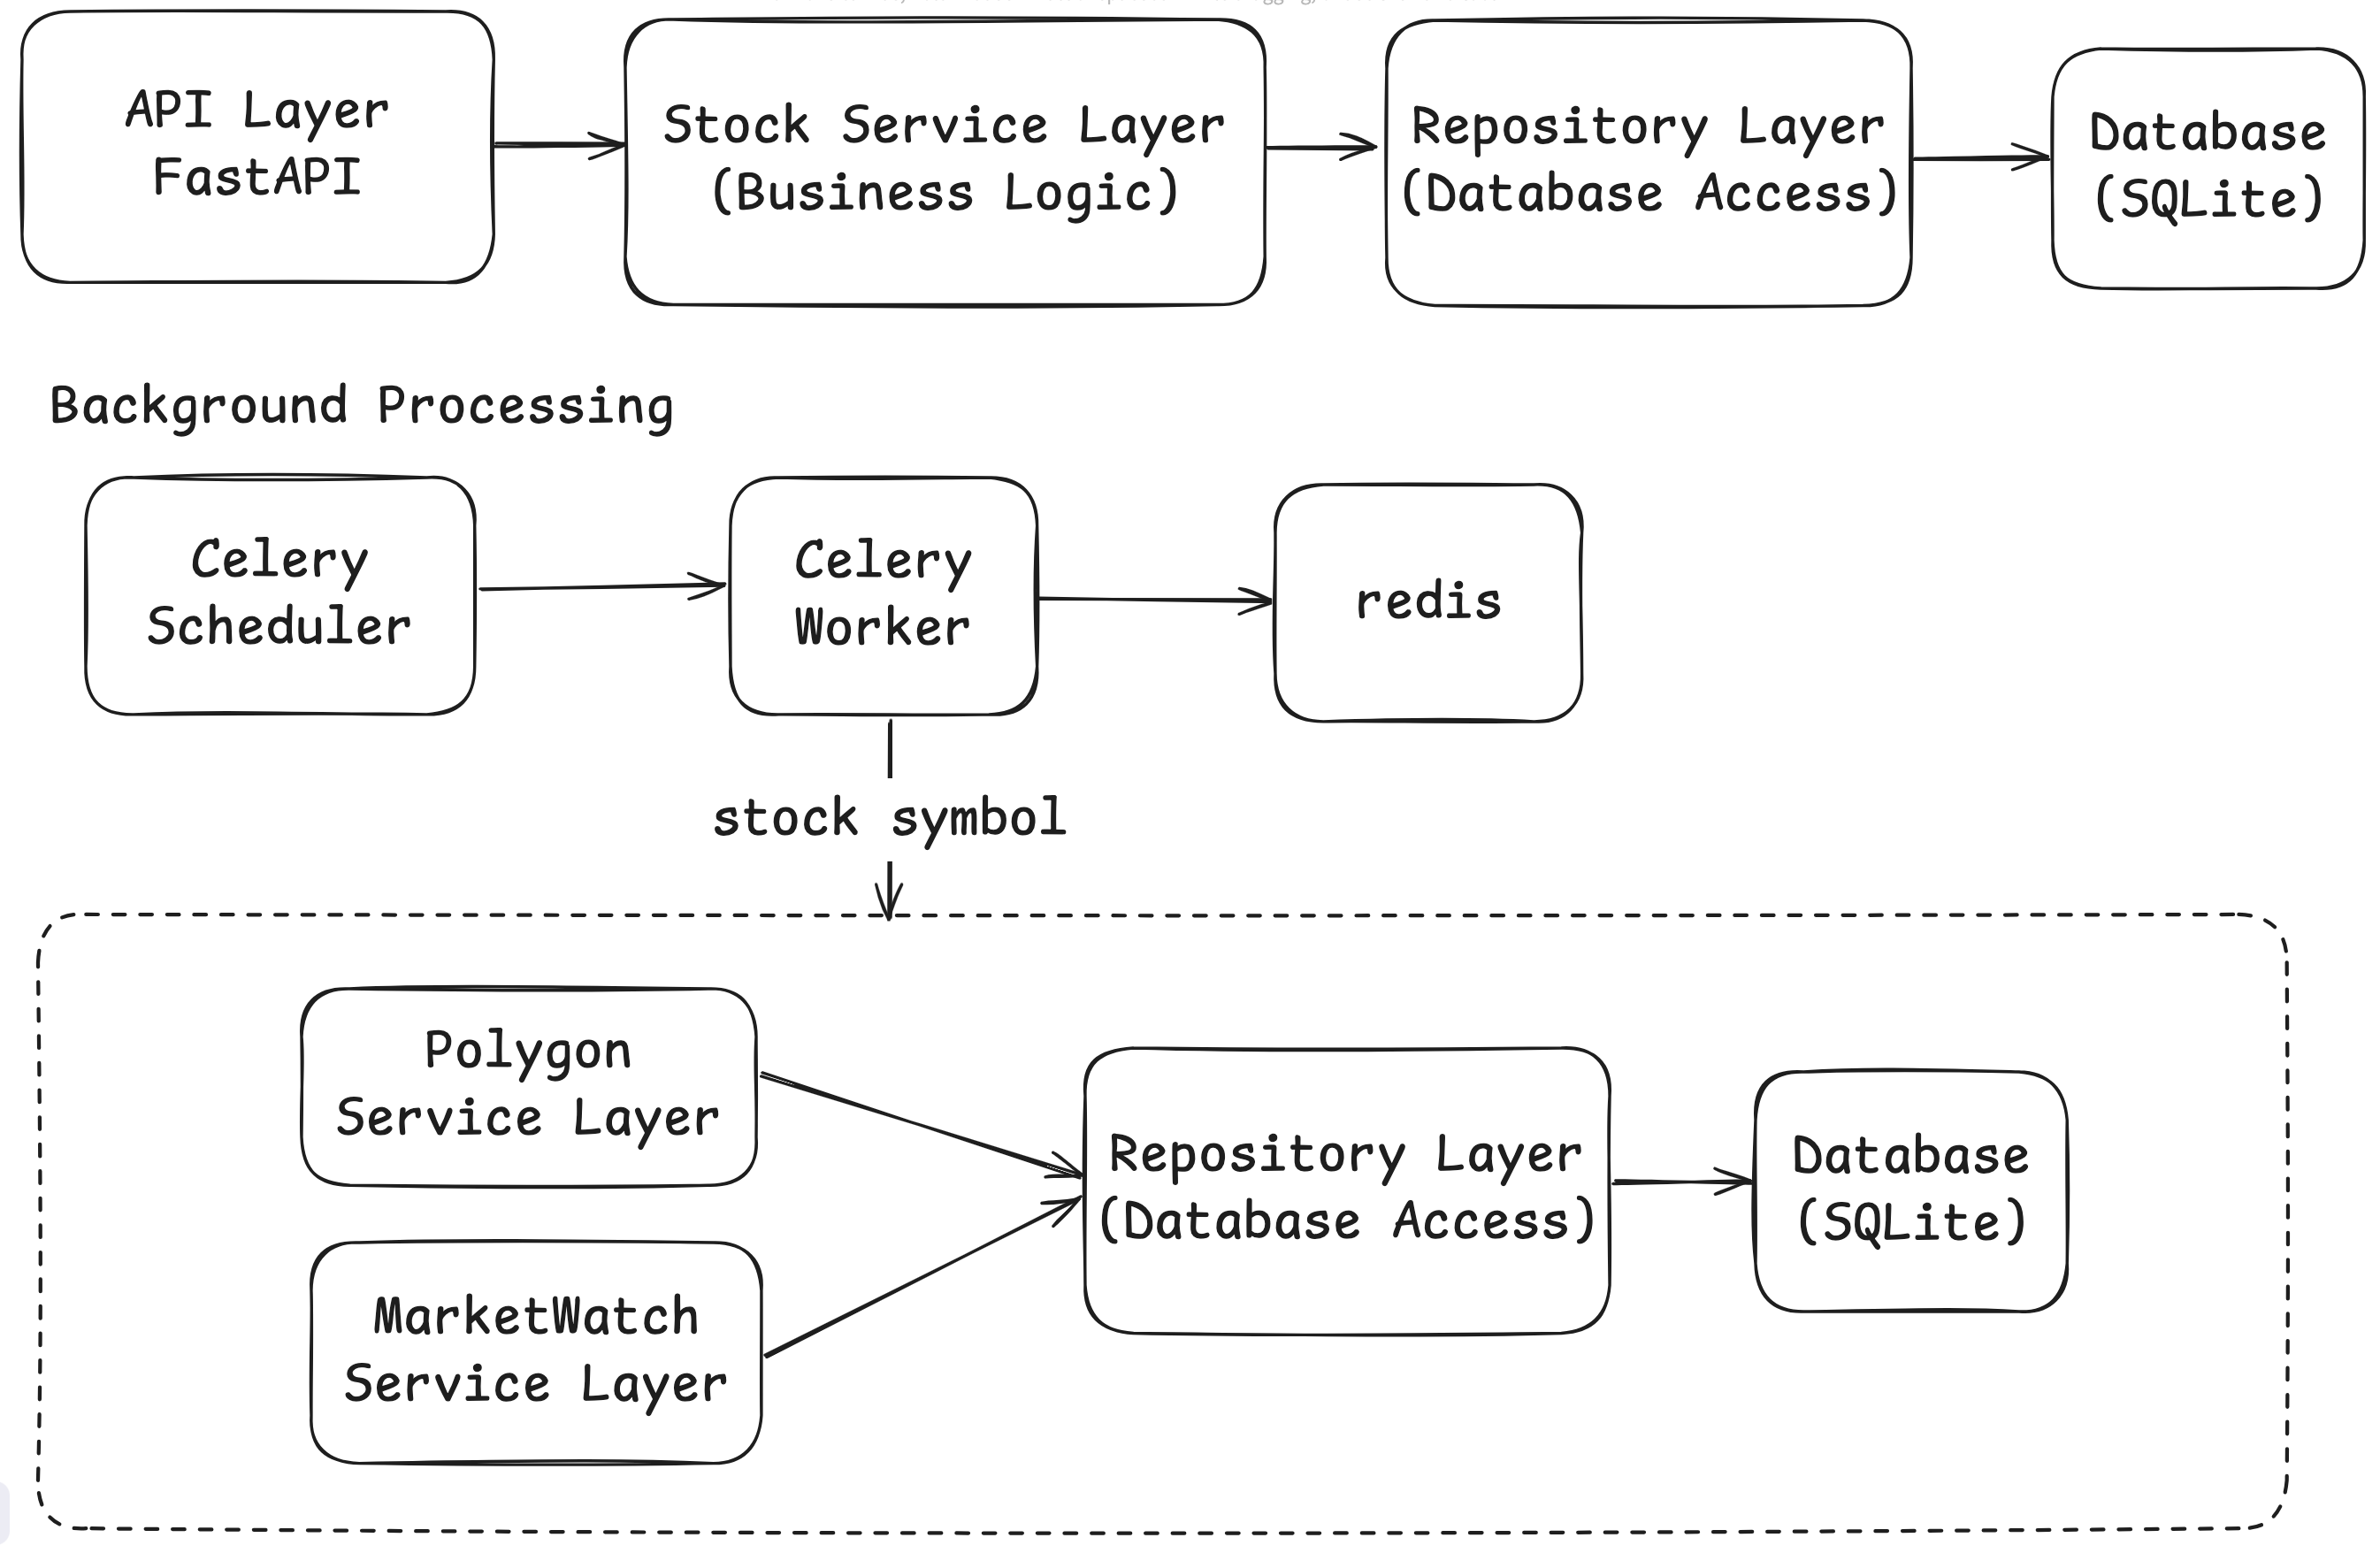 API Layer
FastAPI
Stock Service Layer
(Business Logic)
Repository Layer
(Database Access)
Database
(SQLite)
Background Processing
Celery
Scheduler
Celery
Worker
redis
stock symbol
Polygon
Service Layer
MarketWatch
Service Layer
Repository Layer
(Database Access)
Database
(SQLite)